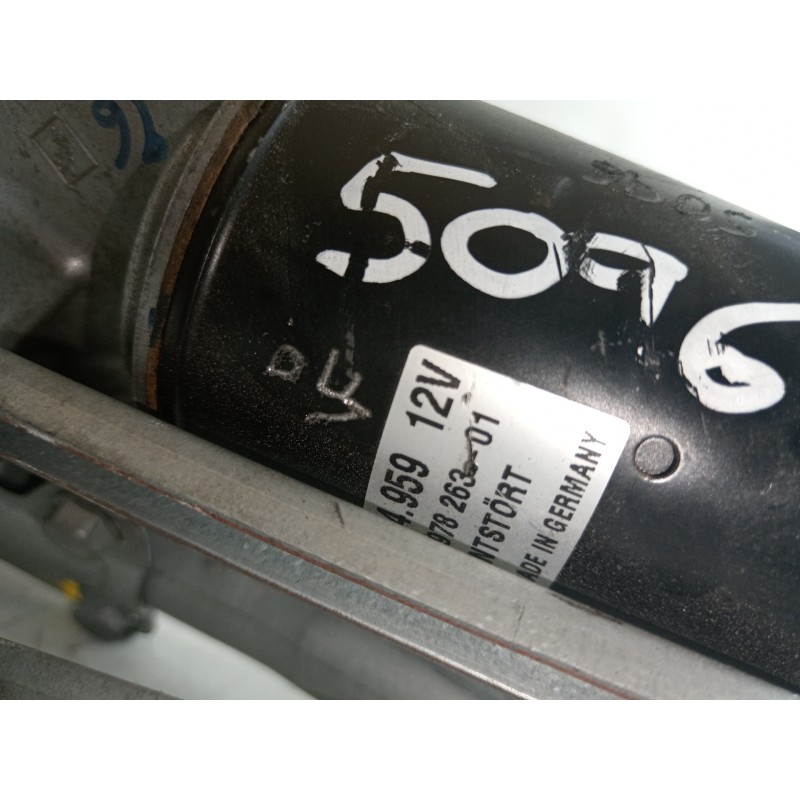 5096
4.959 12V
978 263-01
NTSTÖRT
ADE IN GERMANY